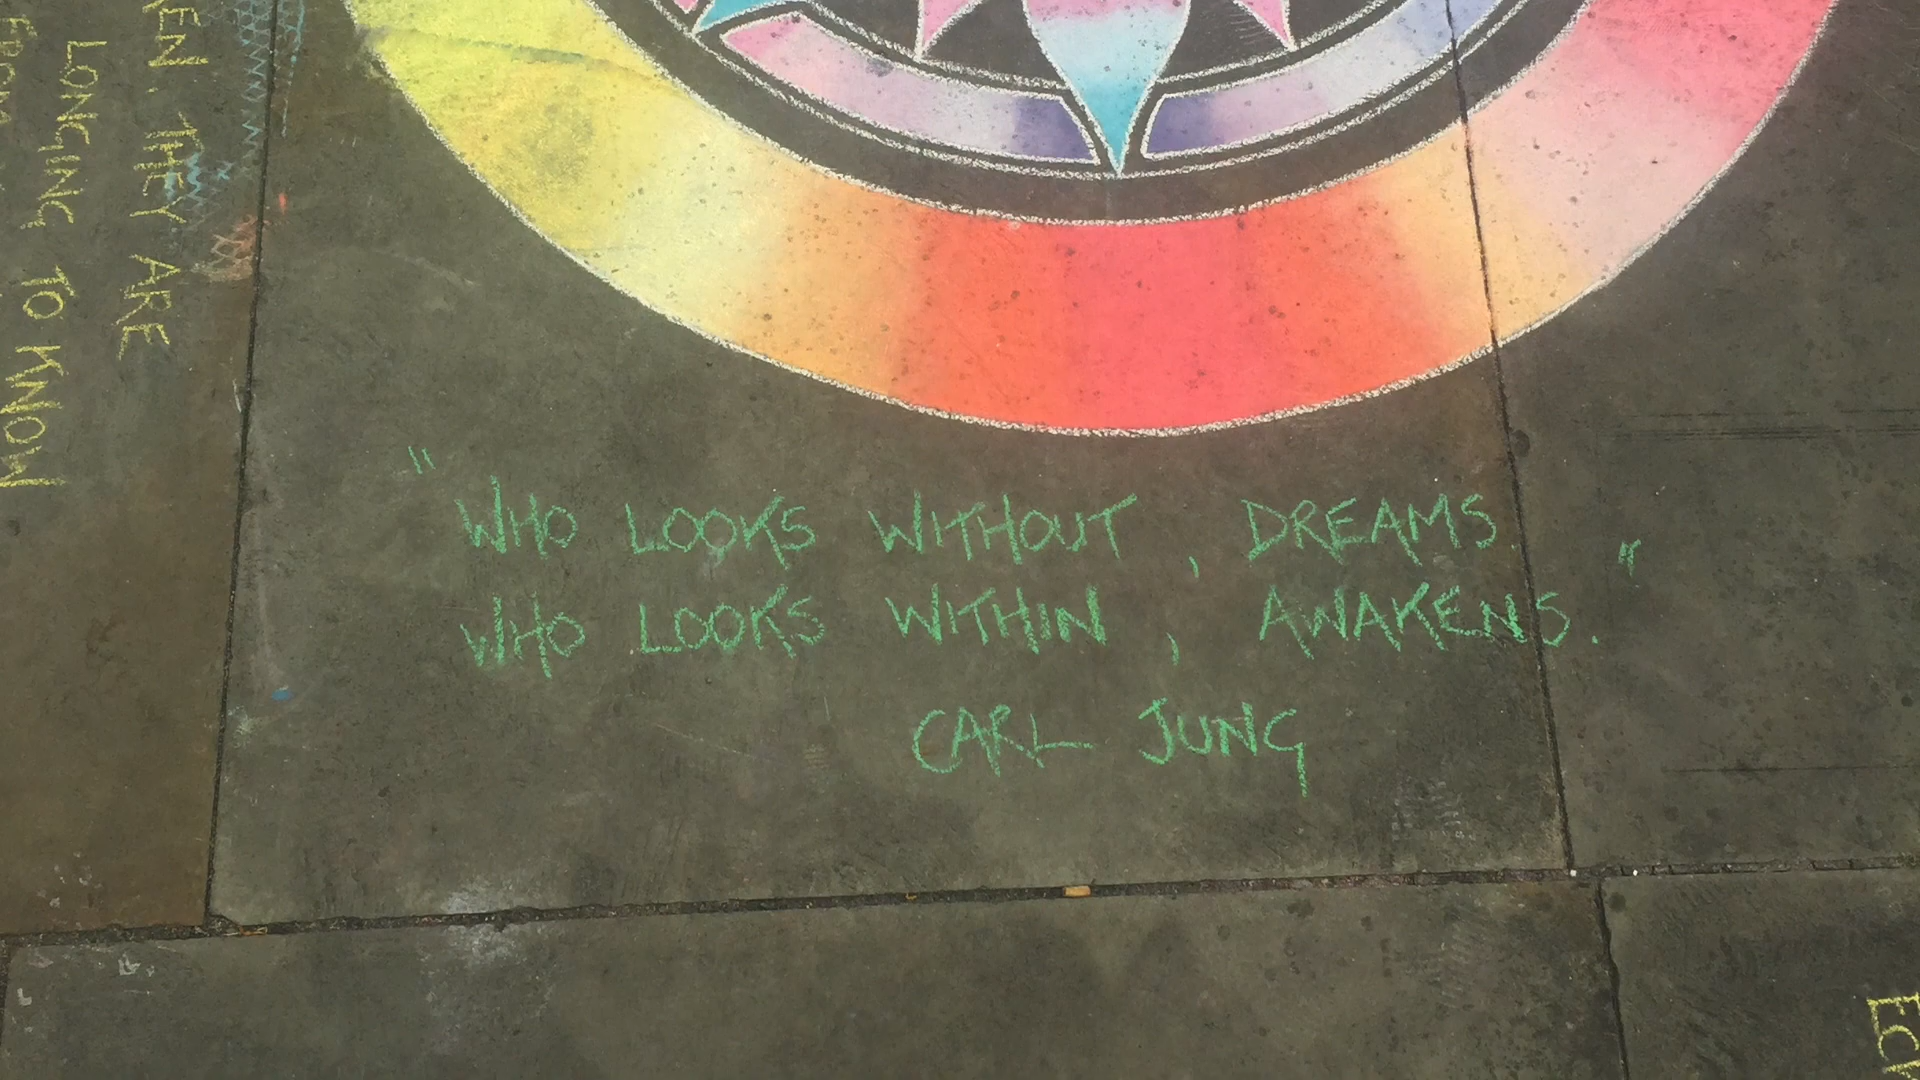 "WHO LOOKS WITHOUT, DREAMS.
WHO LOOKS WITHIN, AWAKENS."
CARL JUNG
THEY ARE
LONGING TO KNOW